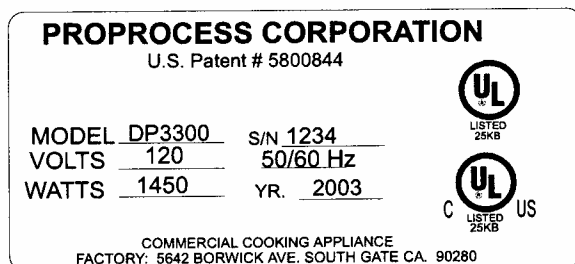 PROPROCESS CORPORATION
U.S. Patent # 5800844
UL
LISTED
25KB
MODEL DP3300 S/N 1234
VOLTS 120 50/60 Hz
WATTS 1450 YR. 2003
C UL US
LISTED
25KB
COMMERCIAL COOKING APPLIANCE
FACTORY: 5642 BORWICK AVE. SOUTH GATE CA. 90280